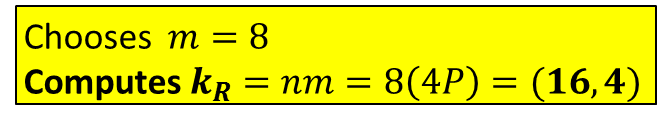 Chooses m = 8
Computes k_R = nm = 8(4P) = (16, 4)